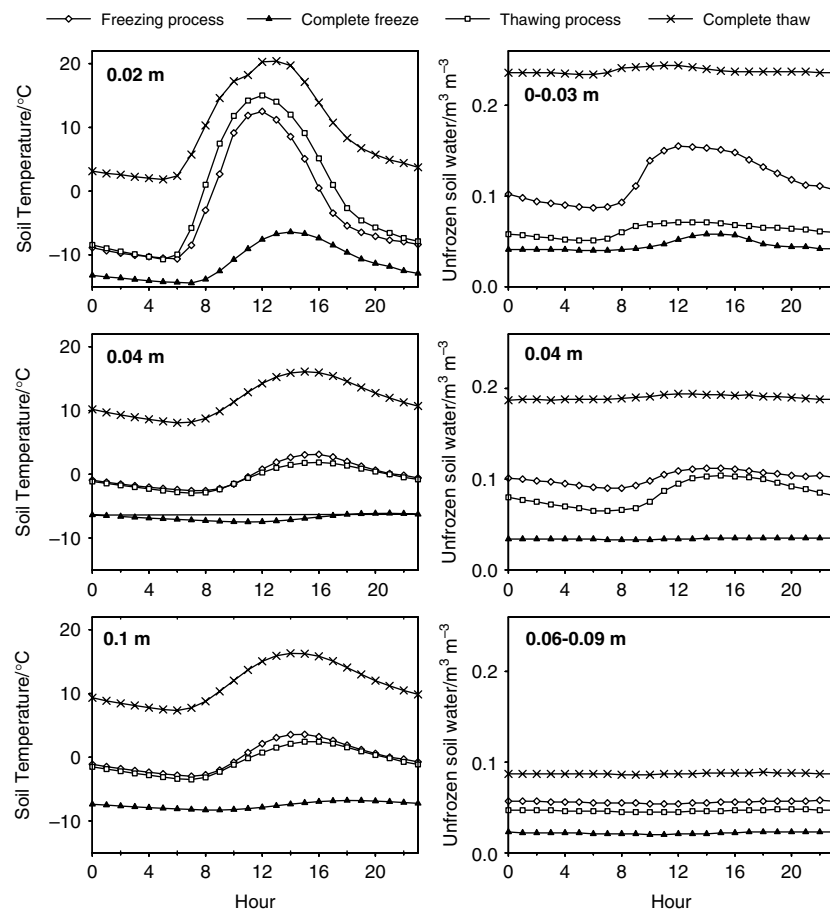 Freezing process Complete freeze Thawing process Complete thaw
0.02 m
Soil Temperature/°C
20
10
0
−10
0 4 8 12 16 20
0-0.03 m
Unfrozen soil water/m³ m⁻³
0.2
0.1
0.0
0 4 8 12 16 20
0.04 m
Soil Temperature/°C
20
10
0
−10
0 4 8 12 16 20
0.04 m
Unfrozen soil water/m³ m⁻³
0.2
0.1
0.0
0 4 8 12 16 20
0.1 m
Soil Temperature/°C
20
10
0
−10
0 4 8 12 16 20
Hour
0.06-0.09 m
Unfrozen soil water/m³ m⁻³
0.2
0.1
0.0
0 4 8 12 16 20
Hour